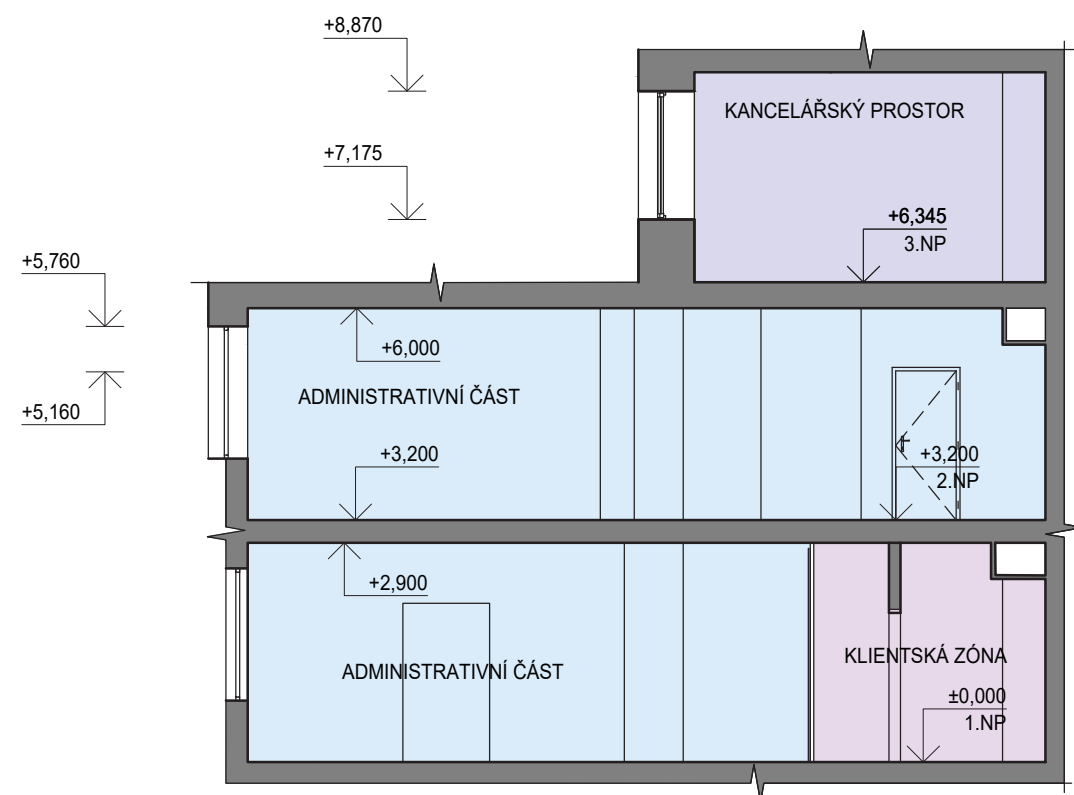 +8,870
KANCELÁŘSKÝ PROSTOR
+7,175
+6,345
3.NP
+5,760
+6,000
ADMINISTRATIVNÍ ČÁST
+5,160
+3,200
+3,200
2.NP
+2,900
KLIENTSKÁ ZÓNA
ADMINISTRATIVNÍ ČÁST
±0,000
1.NP